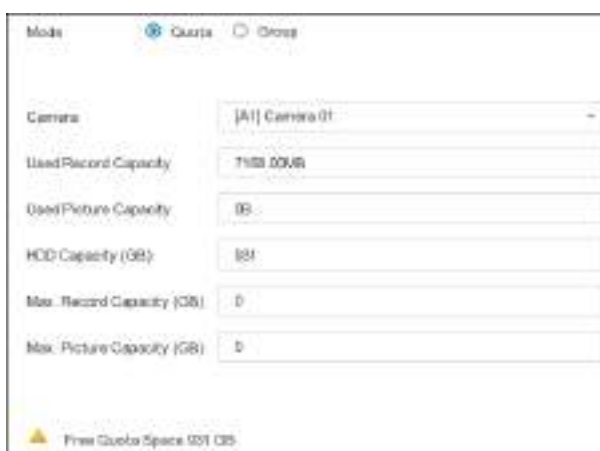 Mode Quota Group
Camera [A1] Camera 01
Used Record Capacity 7168.00MB
Used Picture Capacity 0B
HDD Capacity (GB) 931
Max. Record Capacity (GB) 0
Max. Picture Capacity (GB) 0
Free Quota Space 931 GB